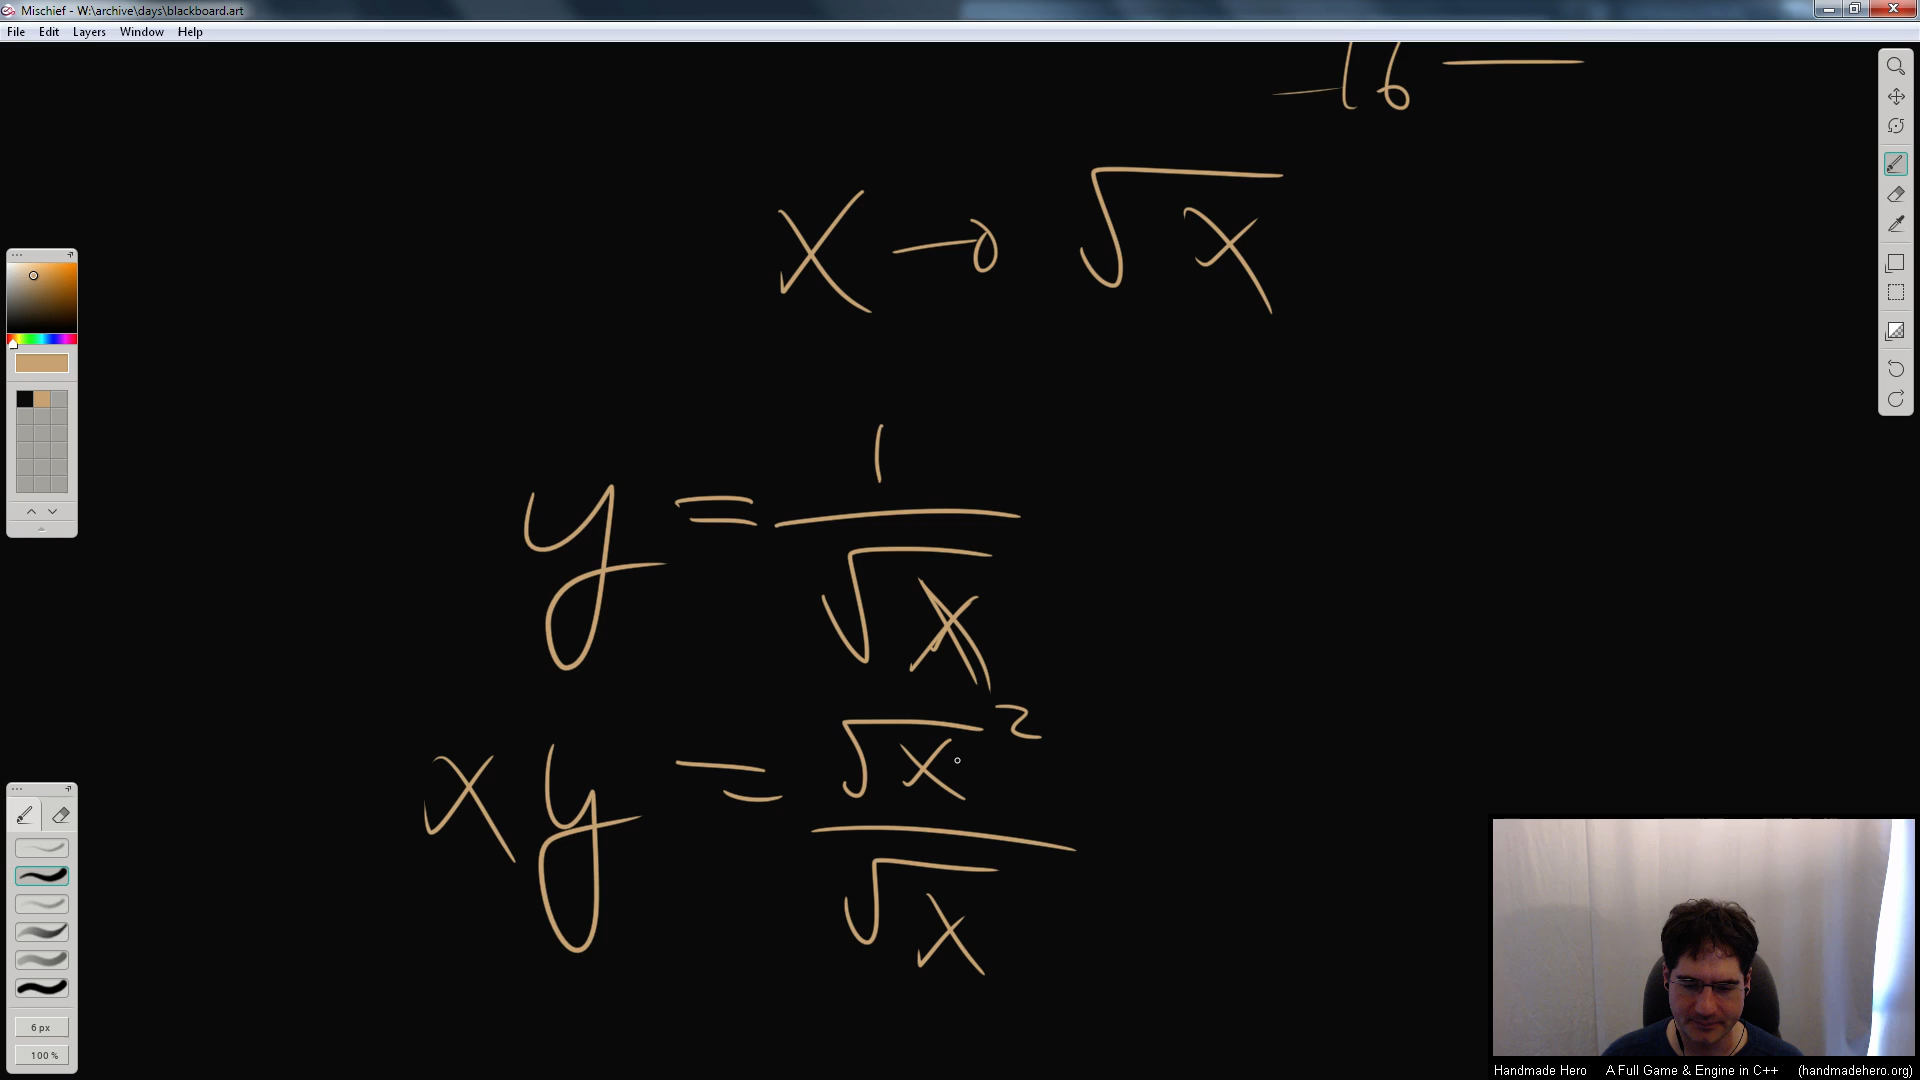 Mischief - W:\archive\days\blackboard.art
File Edit Layers Window Help
-16 —
x → √x
y = 1/√x
xy = √x²/√x
6 px
100 %
Handmade Hero A Full Game & Engine in C++ (handmadehero.org)